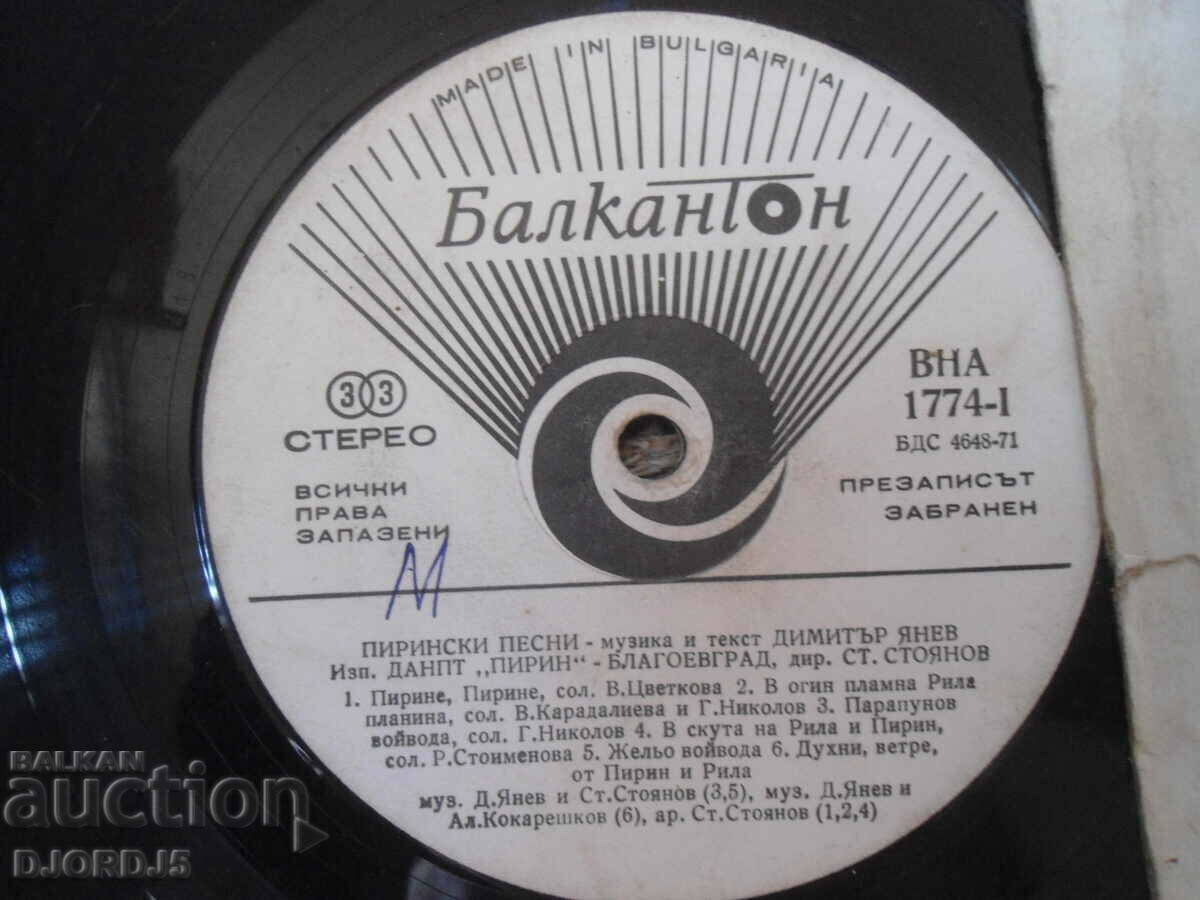 MADE IN BULGARIA
Балкантон
33
СТЕРЕО
ВСИЧКИ
ПРАВА
ЗАПАЗЕНИ
М
ВНА
1774-I
БДС 4648-71
ПРЕЗАПИСЪТ
ЗАБРАНЕН
ПИРИНСКИ ПЕСНИ - музика и текст ДИМИТЪР ЯНЕВ
Изп. ДАНПТ „ПИРИН“ - БЛАГОЕВГРАД, дир. СТ. СТОЯНОВ
1. Пирине, Пирине, сол. В.Цветкова 2. В огин пламна Рила
планина, сол. В.Карадалиева и Г.Николов 3. Парапунов
войвода, сол. Г.Николов 4. В скута на Рила и Пирин,
сол. Р.Стоименова 5. Жельо войвода 6. Духни, ветре,
от Пирин и Рила
муз. Д.Янев и Ст.Стоянов (3,5), муз. Д.Янев и
Ал.Кокарешков (6), ар. Ст.Стоянов (1,2,4)
BALKAN
auction
DJORD_J5